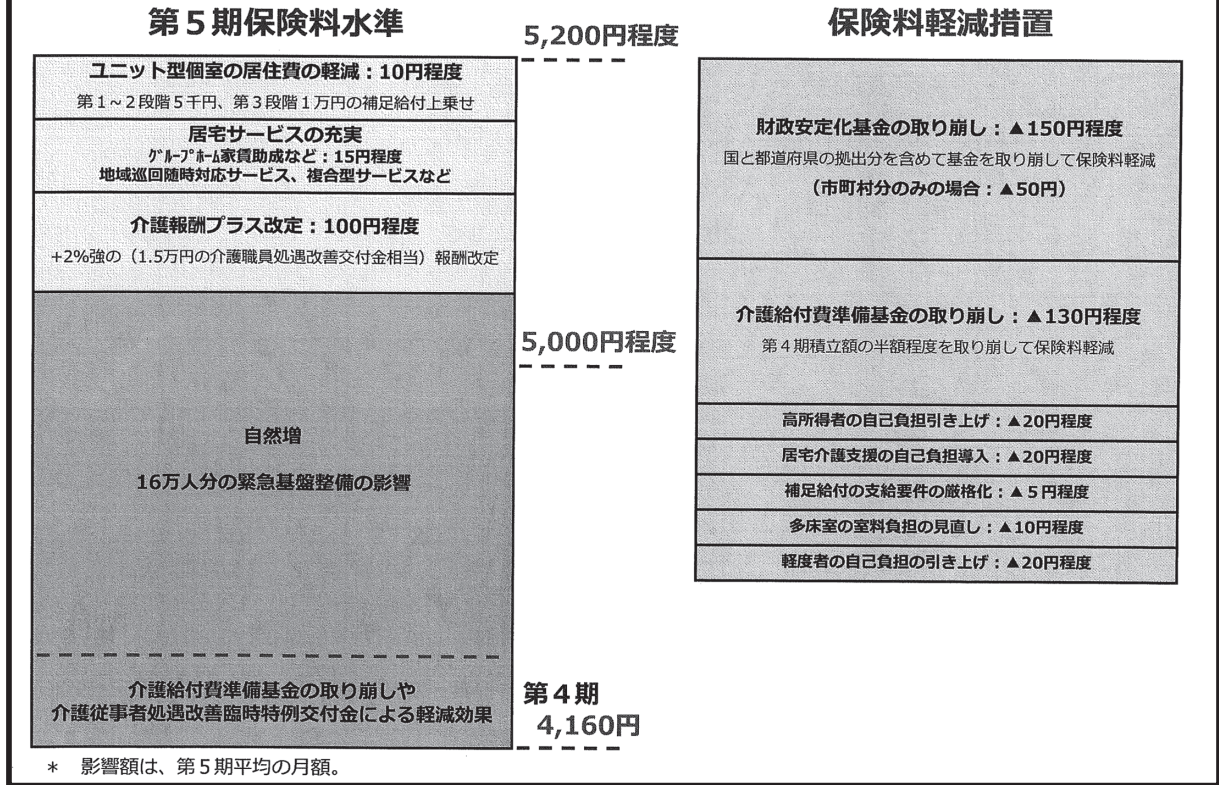 第５期保険料水準
ユニット型個室の居住費の軽減：10円程度
第１～２段階５千円、第３段階１万円の補足給付上乗せ
居宅サービスの充実
ｸﾞﾙｰﾌﾟﾎｰﾑ家賃助成など：15円程度
地域巡回随時対応サービス、複合型サービスなど
介護報酬プラス改定：100円程度
+2%強の（1.5万円の介護職員処遇改善交付金相当）報酬改定
自然増
16万人分の緊急基盤整備の影響
介護給付費準備基金の取り崩しや
介護従事者処遇改善臨時特例交付金による軽減効果
5,200円程度
5,000円程度
第４期
4,160円
保険料軽減措置
財政安定化基金の取り崩し：▲150円程度
国と都道府県の拠出分を含めて基金を取り崩して保険料軽減
（市町村分のみの場合：▲50円）
介護給付費準備基金の取り崩し：▲130円程度
第４期積立額の半額程度を取り崩して保険料軽減
高所得者の自己負担引き上げ：▲20円程度
居宅介護支援の自己負担導入：▲20円程度
補足給付の支給要件の厳格化：▲５円程度
多床室の室料負担の見直し：▲10円程度
軽度者の自己負担の引き上げ：▲20円程度
＊　影響額は、第５期平均の月額。